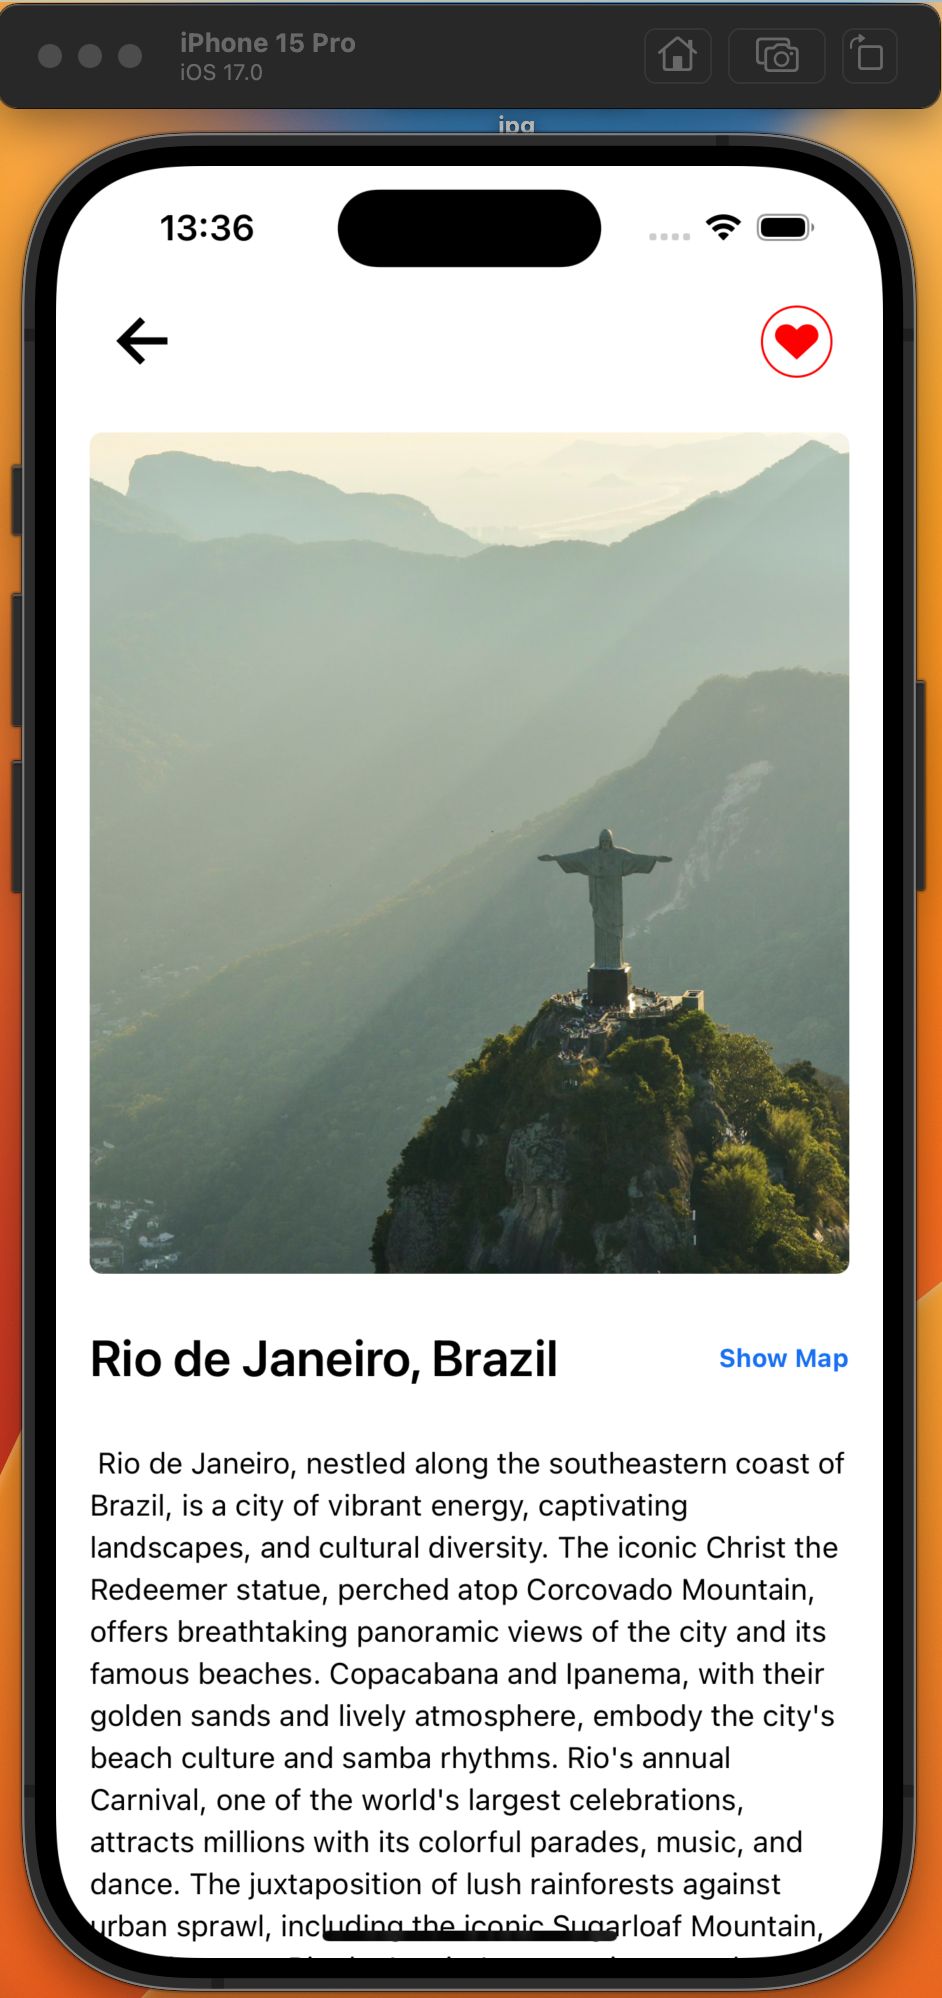 iPhone 15 Pro
iOS 17.0
jpg
13:36
Rio de Janeiro, Brazil
Show Map
Rio de Janeiro, nestled along the southeastern coast of
Brazil, is a city of vibrant energy, captivating
landscapes, and cultural diversity. The iconic Christ the
Redeemer statue, perched atop Corcovado Mountain,
offers breathtaking panoramic views of the city and its
famous beaches. Copacabana and Ipanema, with their
golden sands and lively atmosphere, embody the city's
beach culture and samba rhythms. Rio's annual
Carnival, one of the world's largest celebrations,
attracts millions with its colorful parades, music, and
dance. The juxtaposition of lush rainforests against
urban sprawl, including the iconic Sugarloaf Mountain,